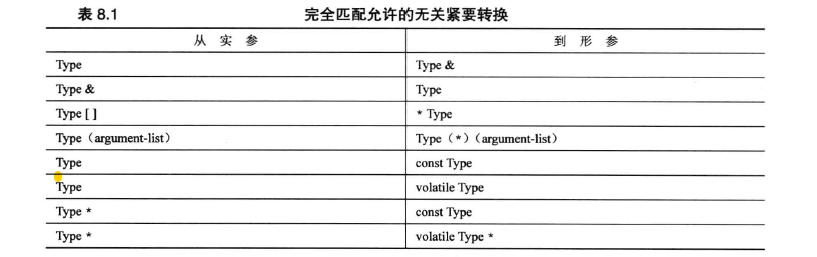 表 8.1 完全匹配允许的无关紧要转换
从 实 参 到 形 参
Type Type &
Type & Type
Type [ ] * Type
Type（argument-list） Type（*）(argument-list)
Type const Type
Type volatile Type
Type * const Type
Type * volatile Type *